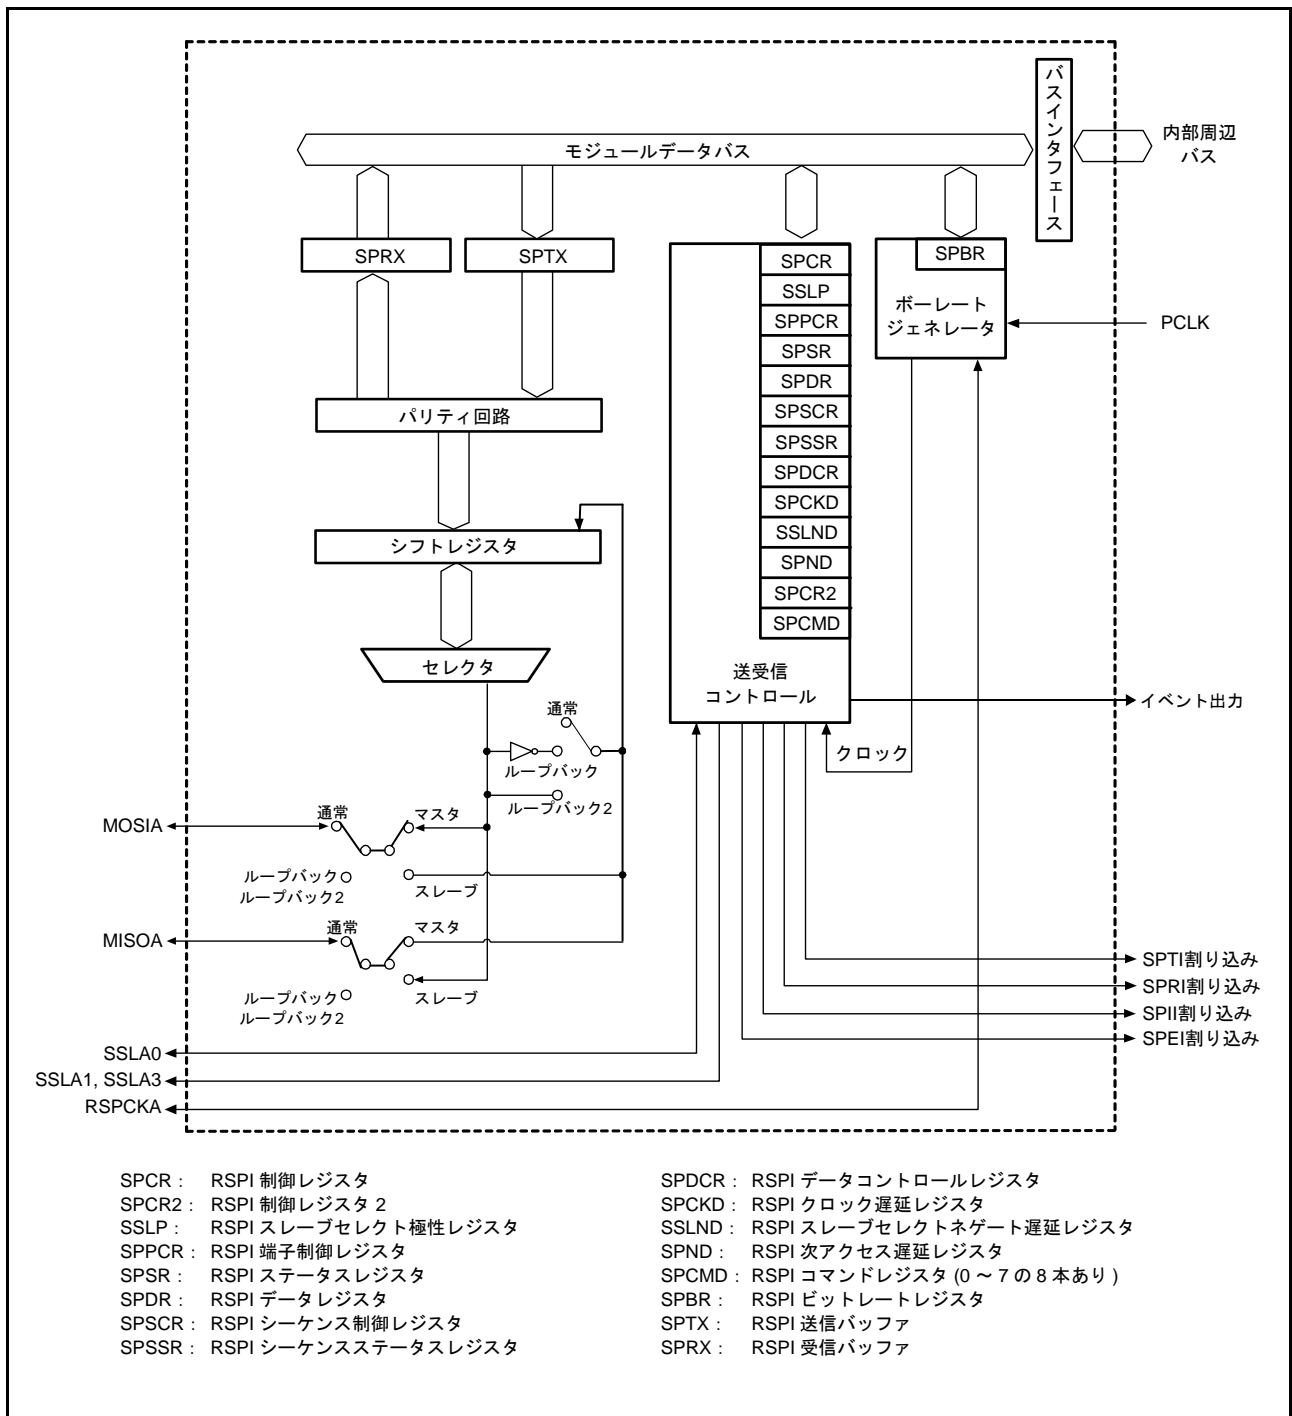 バスインタフェース
内部周辺
バス
モジュールデータバス
SPRX
SPTX
SPCR
SSLP
SPPCR
SPSR
SPDR
SPSCR
SPSSR
SPDCR
SPCKD
SSLND
SPND
SPCR2
SPCMD
送受信
コントロール
SPBR
ボーレート
ジェネレータ
PCLK
パリティ回路
シフトレジスタ
セレクタ
イベント出力
クロック
通常
ループバック
ループバック2
MOSIA
通常
マスタ
ループバック
ループバック2
スレーブ
MISOA
通常
マスタ
ループバック
ループバック2
スレーブ
SPTI割り込み
SPRI割り込み
SPII割り込み
SPEI割り込み
SSLA0
SSLA1, SSLA3
RSPCKA
SPCR : RSPI 制御レジスタ
SPCR2 : RSPI 制御レジスタ 2
SSLP : RSPI スレーブセレクト極性レジスタ
SPPCR : RSPI 端子制御レジスタ
SPSR : RSPI ステータスレジスタ
SPDR : RSPI データレジスタ
SPSCR : RSPI シーケンス制御レジスタ
SPSSR : RSPI シーケンスステータスレジスタ
SPDCR : RSPI データコントロールレジスタ
SPCKD : RSPI クロック遅延レジスタ
SSLND : RSPI スレーブセレクトネゲート遅延レジスタ
SPND : RSPI 次アクセス遅延レジスタ
SPCMD : RSPI コマンドレジスタ (0 ～ 7 の 8 本あり )
SPBR : RSPI ビットレートレジスタ
SPTX : RSPI 送信バッファ
SPRX : RSPI 受信バッファ